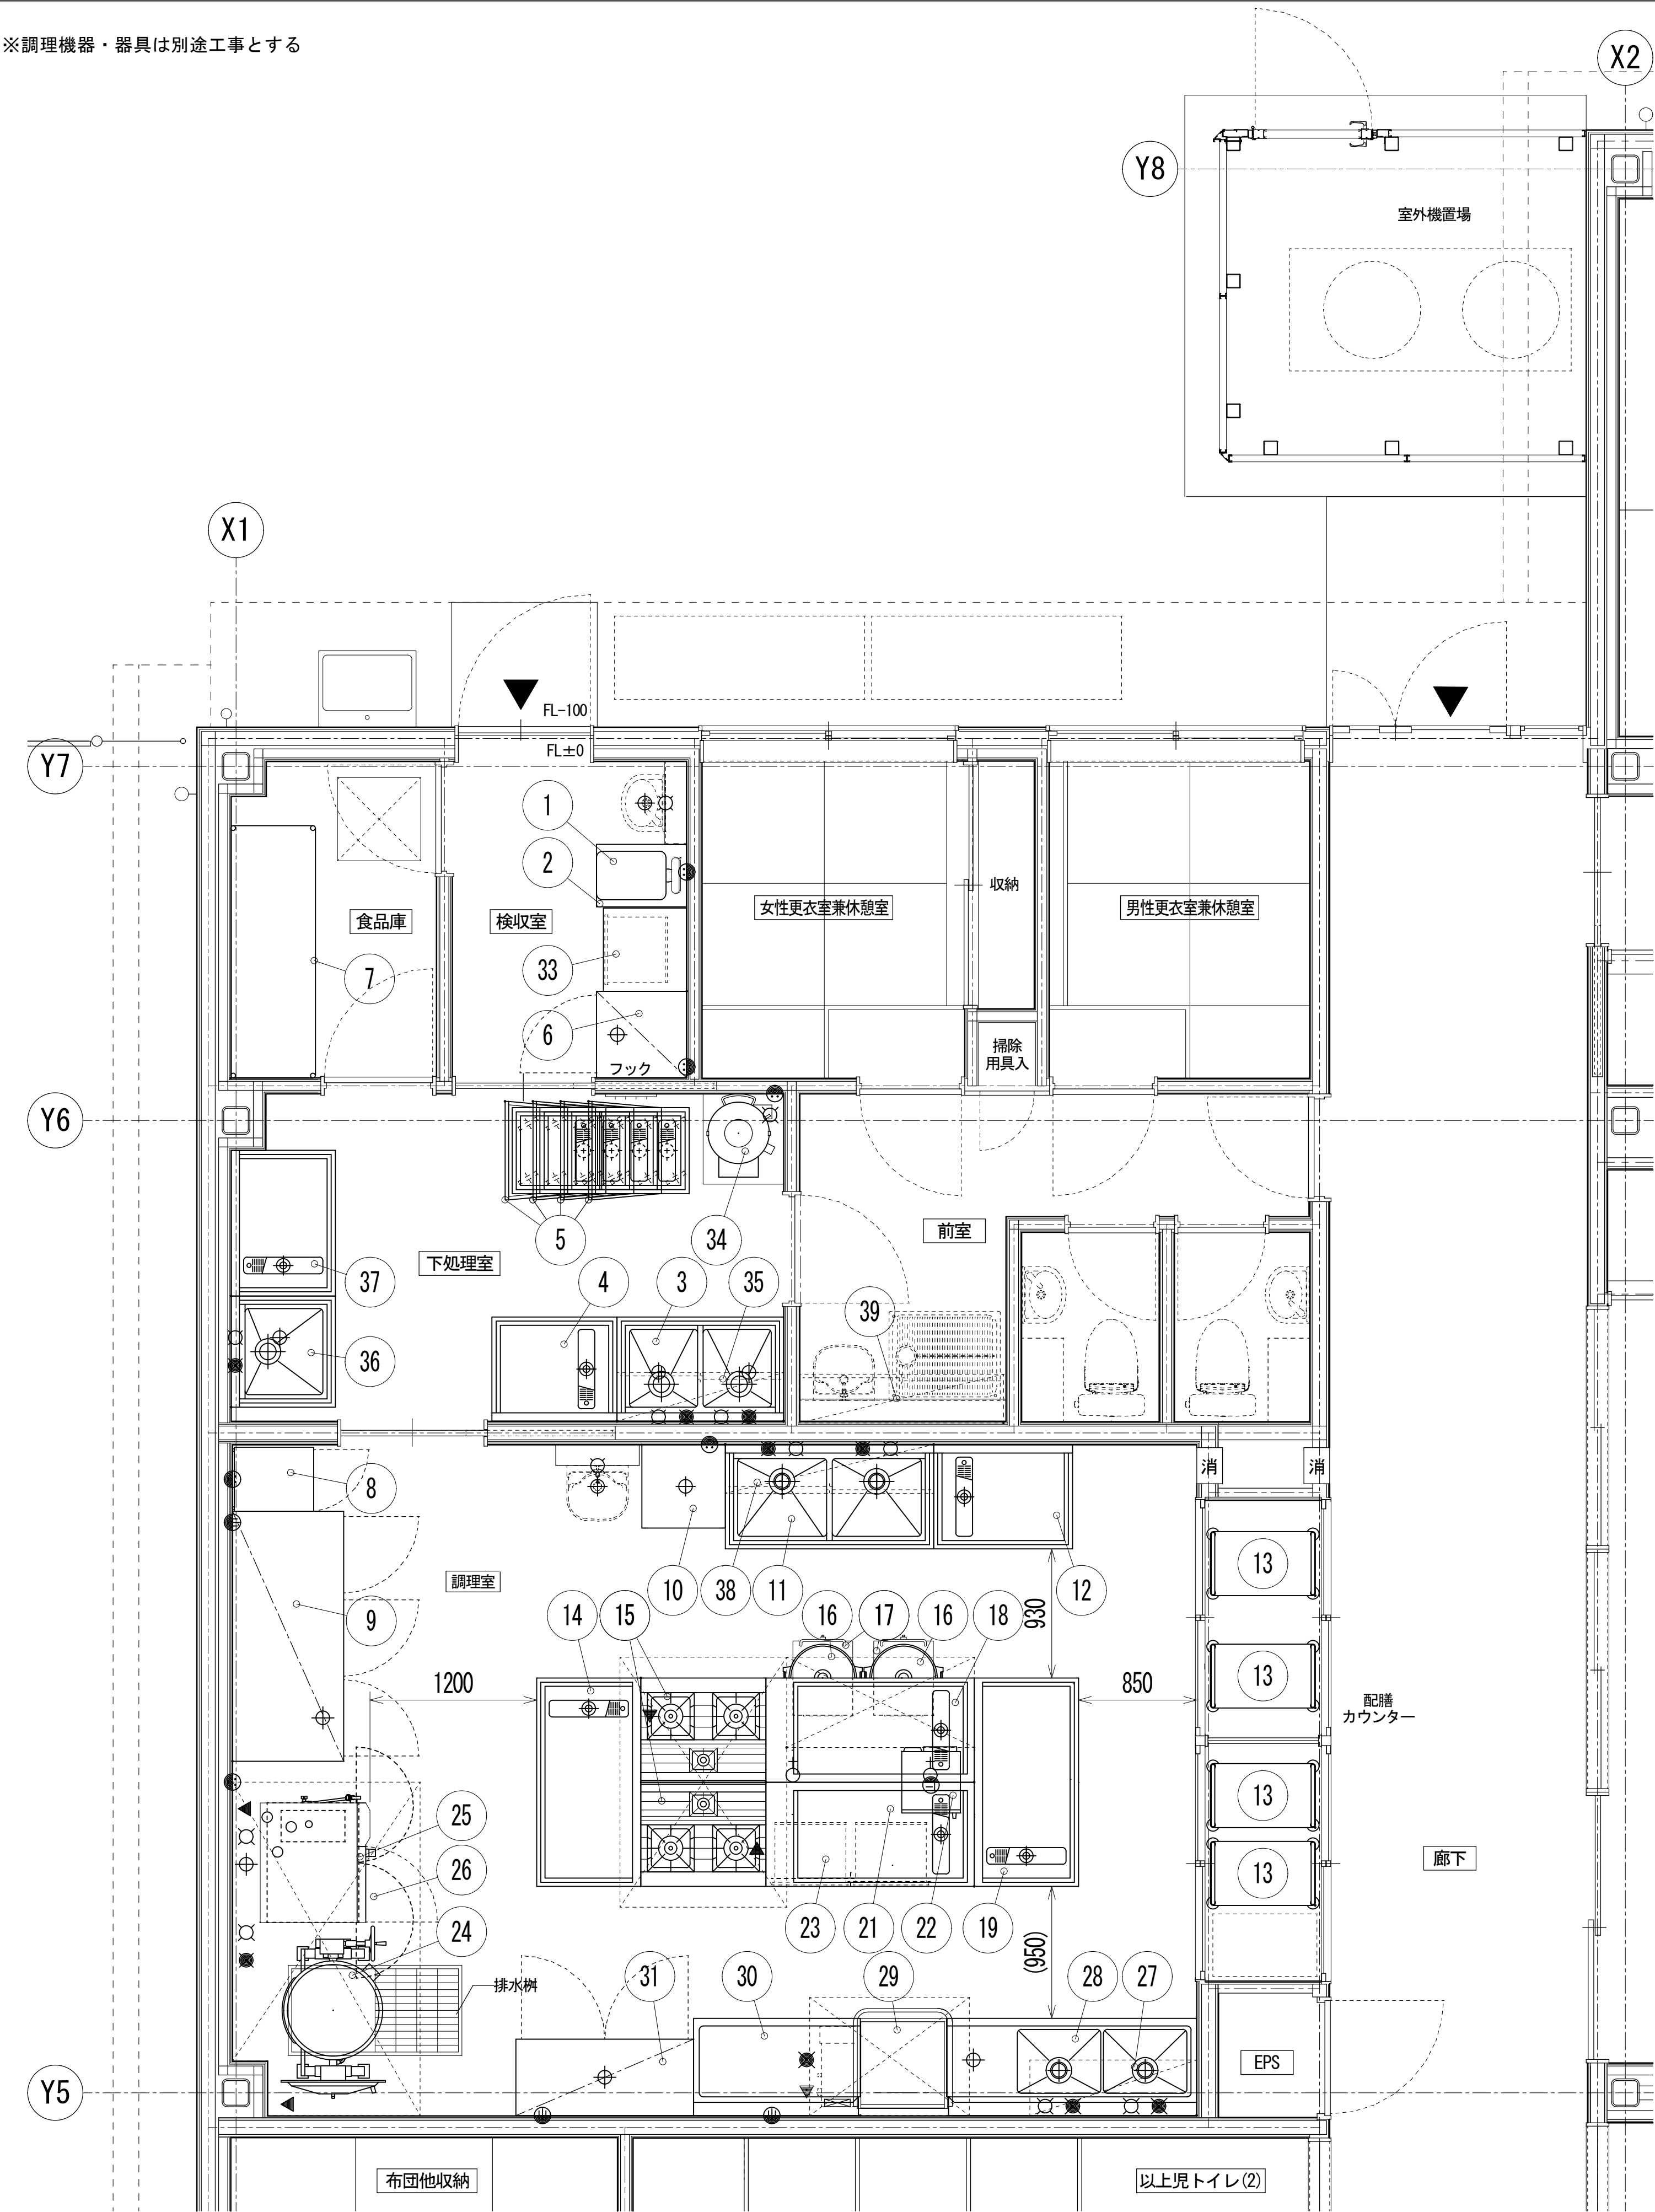 ※調理機器・器具は別途工事とする
X2
Y8
室外機置場
X1
FL-100
FL±0
Y7
1
2
食品庫
検収室
女性更衣室兼休憩室
収納
男性更衣室兼休憩室
7
33
6
フック
掃除
用具入
Y6
5
34
前室
下処理室
37
4
3
35
39
36
消
消
8
10
38
11
12
13
調理室
9
14
15
16
17
16
18
930
13
1200
850
配膳
カウンター
13
25
26
13
廊下
24
23
21
22
19
(950)
排水桝
31
30
29
28
27
EPS
Y5
布団他収納
以上児トイレ(2)